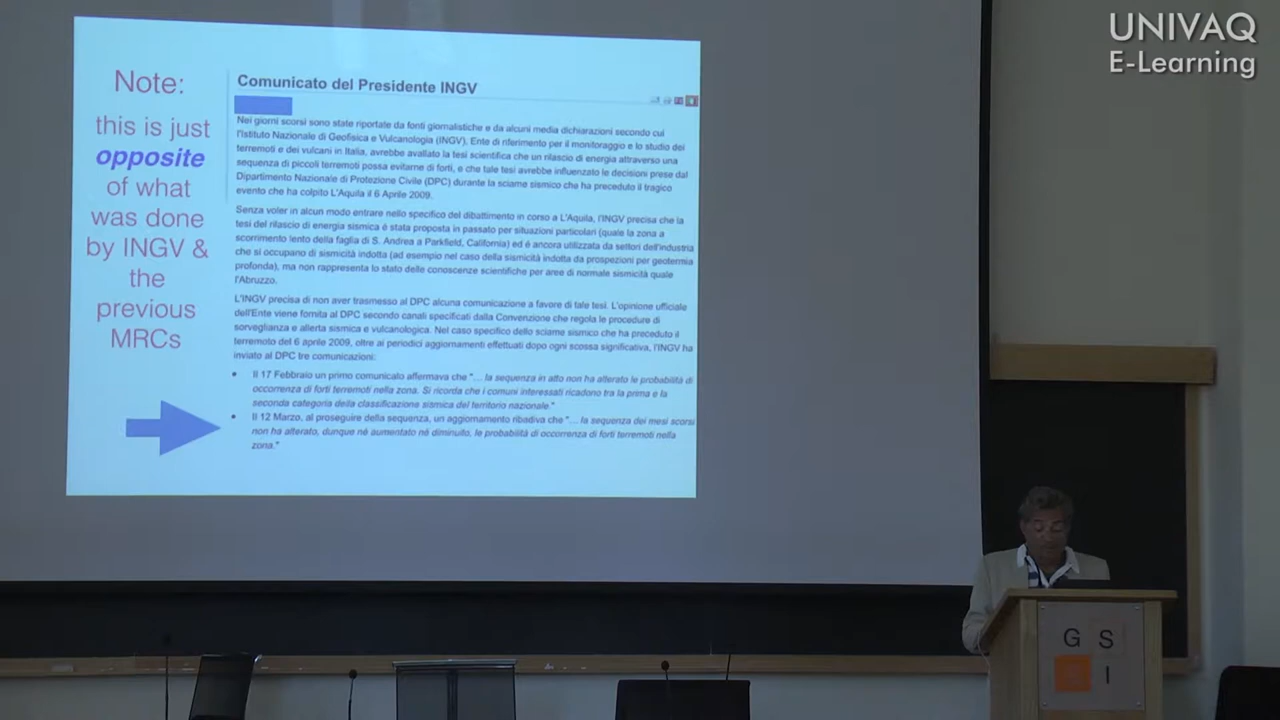 UNIVAQ
E-Learning
Note:
this is just
opposite
of what
was done
by INGV &
the
previous
MRCs
Comunicato del Presidente INGV
Nei giorni scorsi sono state riportate da fonti giornalistiche e da alcuni media dichiarazioni secondo cui
l'Istituto Nazionale di Geofisica e Vulcanologia (INGV), Ente di riferimento per il monitoraggio e lo studio dei
terremoti e dei vulcani in Italia, avrebbe avallato la tesi scientifica che un rilascio di energia attraverso una
sequenza di piccoli terremoti possa evitarne di forti, e che tale tesi avrebbe influenzato le decisioni prese dal
Dipartimento Nazionale di Protezione Civile (DPC) durante la sciame sismico che ha preceduto il tragico
evento che ha colpito L'Aquila il 6 Aprile 2009.
Senza voler in alcun modo entrare nello specifico del dibattimento in corso a L'Aquila, l'INGV precisa che la
tesi del rilascio di energia sismica è stata proposta in passato per situazioni particolari (quale la zona a
scorrimento lento della faglia di S. Andrea a Parkfield, California) ed è ancora utilizzata da settori dell'industria
che si occupano di sismicità indotta (ad esempio nel caso della sismicità indotta da prospezioni per geotermia
profonda), ma non rappresenta lo stato delle conoscenze scientifiche per aree di normale sismicità quale
l'Abruzzo.
L'INGV precisa di non aver trasmesso al DPC alcuna comunicazione a favore di tale tesi. L'opinione ufficiale
dell'Ente viene fornita al DPC secondo canali specificati dalla Convenzione che regola le procedure di
sorveglianza e allerta sismica e vulcanologica. Nel caso specifico dello sciame sismico che ha preceduto il
terremoto del 6 aprile 2009, oltre ai periodici aggiornamenti effettuati dopo ogni scossa significativa, l'INGV ha
inviato al DPC tre comunicazioni:
• Il 17 Febbraio un primo comunicato affermava che "... la sequenza in atto non ha alterato le probabilità di
occorrenza di forti terremoti nella zona. Si ricorda che i comuni interessati ricadono tra la prima e la
seconda categoria della classificazione sismica del territorio nazionale."
• Il 12 Marzo, al proseguire della sequenza, un aggiornamento ribadiva che "... la sequenza dei mesi scorsi
non ha alterato, dunque né aumentato né diminuito, le probabilità di occorrenza di forti terremoti nella
zona."
G S
I